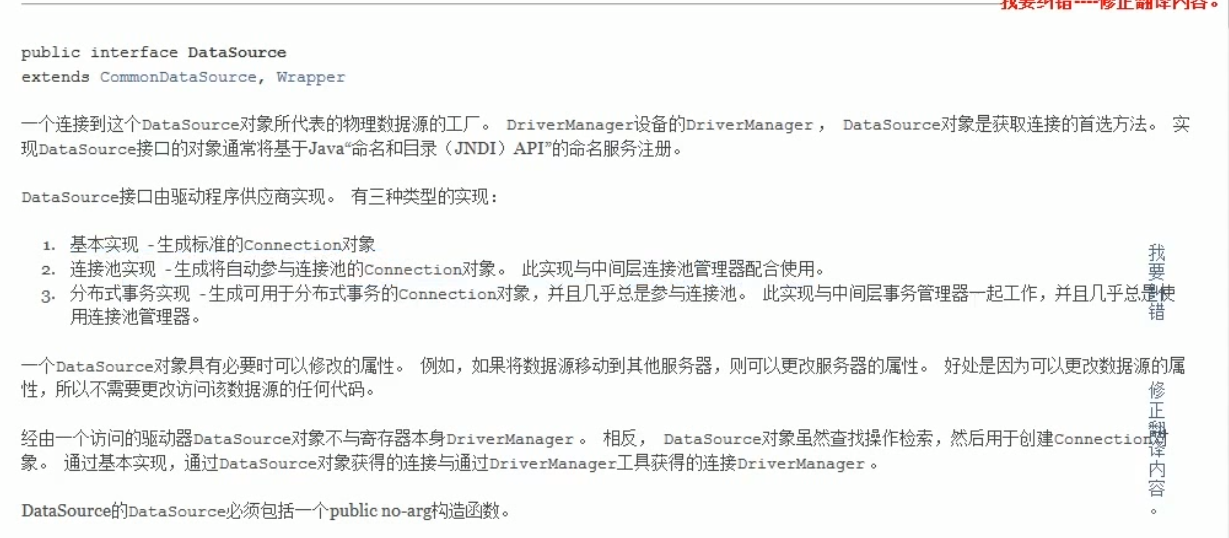 我要纠错----修正翻译内容。
public interface DataSource
extends CommonDataSource, Wrapper
一个连接到这个DataSource对象所代表的物理数据源的工厂。 DriverManager设备的DriverManager ， DataSource对象是获取连接的首选方法。 实
现DataSource接口的对象通常将基于Java“命名和目录（JNDI）API”的命名服务注册。
DataSource接口由驱动程序供应商实现。 有三种类型的实现：
1. 基本实现 - 生成标准的Connection对象
2. 连接池实现 - 生成将自动参与连接池的Connection对象。 此实现与中间层连接池管理器配合使用。
3. 分布式事务实现 - 生成可用于分布式事务的Connection对象，并且几乎总是参与连接池。 此实现与中间层事务管理器一起工作，并且几乎总是使
用连接池管理器。
一个DataSource对象具有必要时可以修改的属性。 例如，如果将数据源移动到其他服务器，则可以更改服务器的属性。 好处是因为可以更改数据源的属
性，所以不需要更改访问该数据源的任何代码。
经由一个访问的驱动器DataSource对象不与寄存器本身DriverManager 。 相反， DataSource对象虽然查找操作检索，然后用于创建Connection对
象。 通过基本实现，通过DataSource对象获得的连接与通过DriverManager工具获得的连接DriverManager 。
DataSource的DataSource必须包括一个public no-arg构造函数。
我要纠错
修正翻译内容。